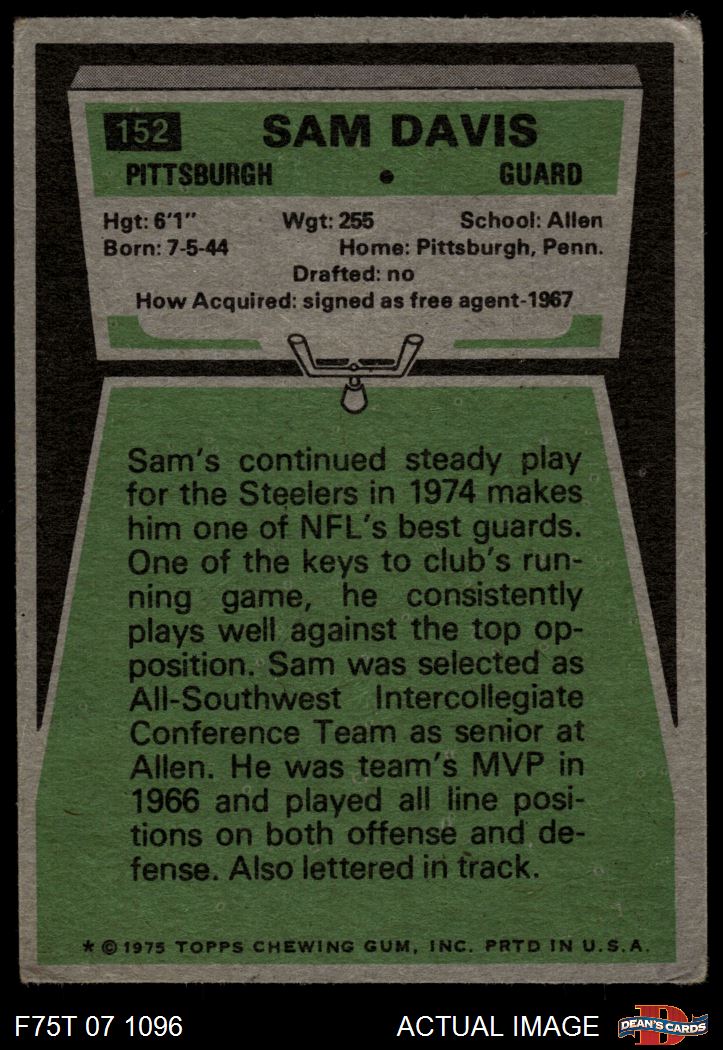 152 SAM DAVIS
PITTSBURGH • GUARD
Hgt: 6'1" Wgt: 255 School: Allen
Born: 7-5-44 Home: Pittsburgh, Penn.
Drafted: no
How Acquired: signed as free agent-1967
Sam's continued steady play
for the Steelers in 1974 makes
him one of NFL's best guards.
One of the keys to club's run-
ning game, he consistently
plays well against the top op-
position. Sam was selected as
All-Southwest Intercollegiate
Conference Team as senior at
Allen. He was team's MVP in
1966 and played all line posi-
tions on both offense and de-
fense. Also lettered in track.
* © 1975 TOPPS CHEWING GUM, INC. PRTD IN U.S.A.
F75T 07 1096 ACTUAL IMAGE D DEAN'S CARDS